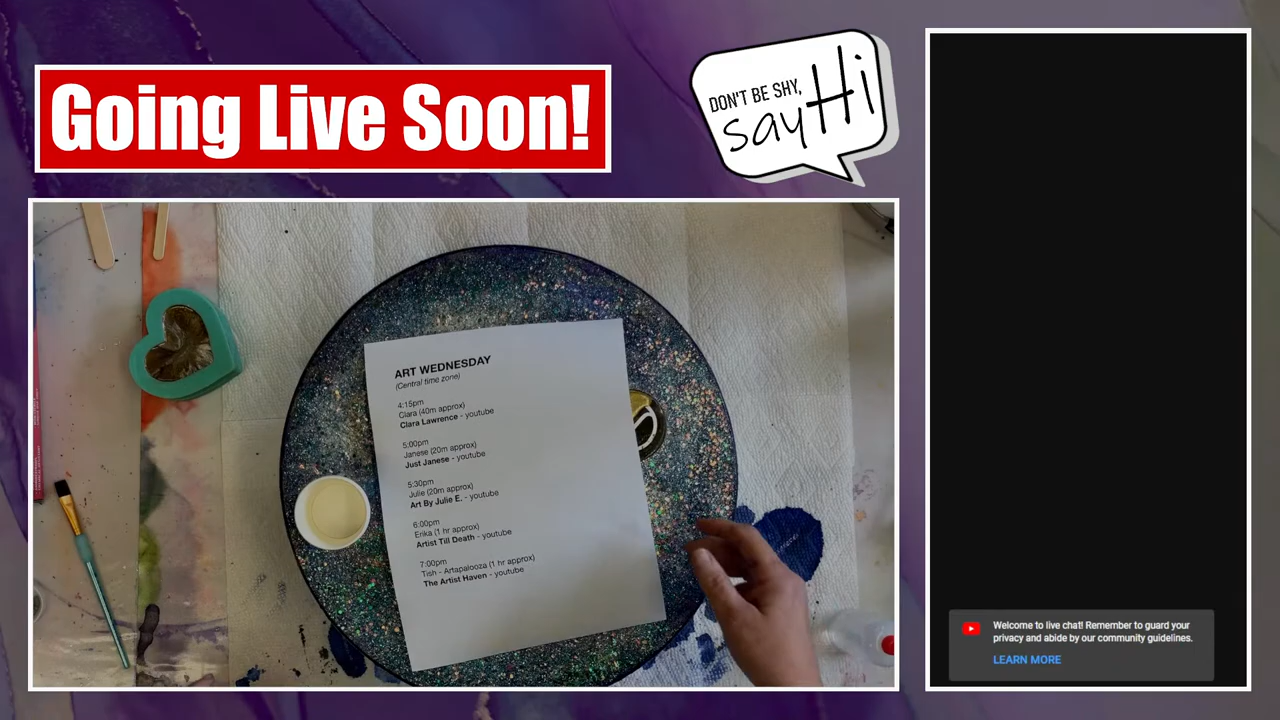 Going Live Soon!
DON'T BE SHY,
say Hi
ART WEDNESDAY
(Central time zone)
4:15pm
Clara (40m approx)
Clara Lawrence - youtube
5:00pm
Janese (20m approx)
Just Janese - youtube
5:30pm
Julie (20m approx)
Art By Julie E. - youtube
6:00pm
Erika (1 hr approx)
Artist Till Death - youtube
7:00pm
Tish - Artapalooza (1 hr approx)
The Artist Haven - youtube
Welcome to live chat! Remember to guard your
privacy and abide by our community guidelines.
LEARN MORE